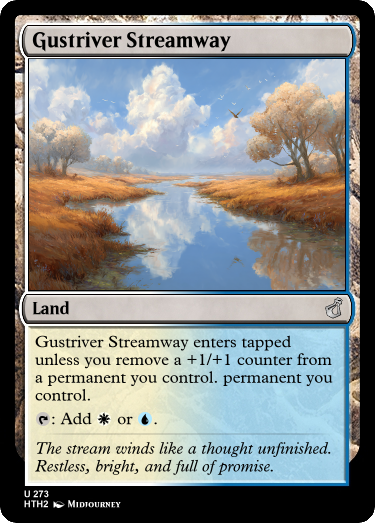 Gustriver Streamway
Land
Gustriver Streamway enters tapped
unless you remove a +1/+1 counter from
a permanent you control. permanent you
control.
: Add or .
The stream winds like a thought unfinished.
Restless, bright, and full of promise.
U 273
HTH2 Midjourney